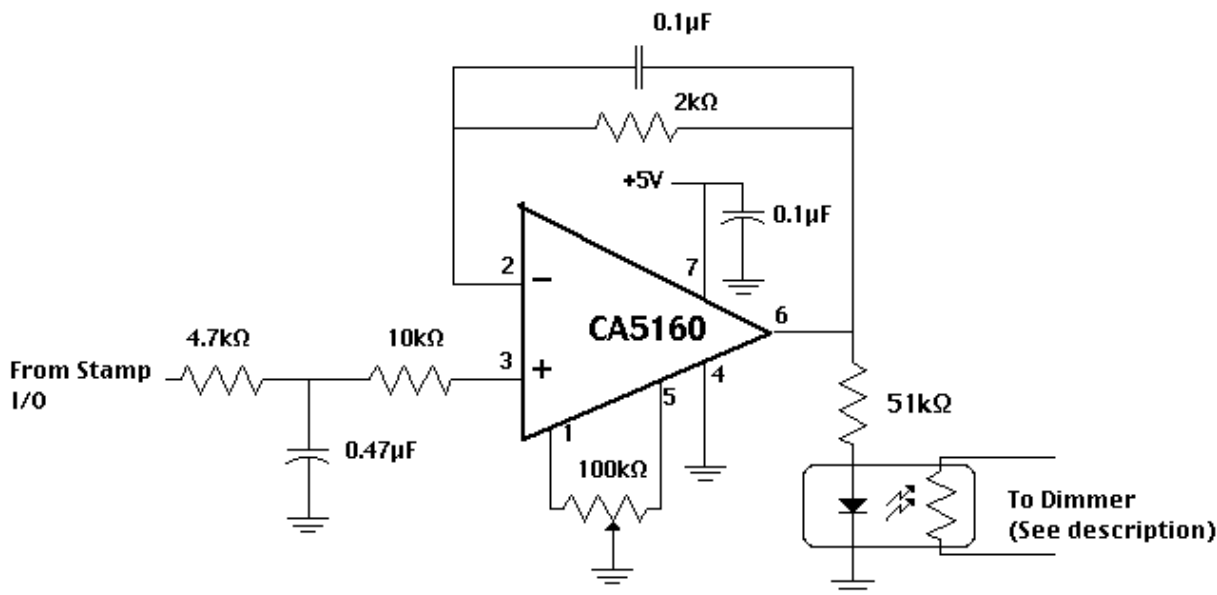 0.1µF
2kΩ
+5V
0.1µF
2
−
7
CA5160
6
4.7kΩ
10kΩ
3
+
4
5
1
From Stamp
I/O
0.47µF
100kΩ
51kΩ
To Dimmer
(See description)